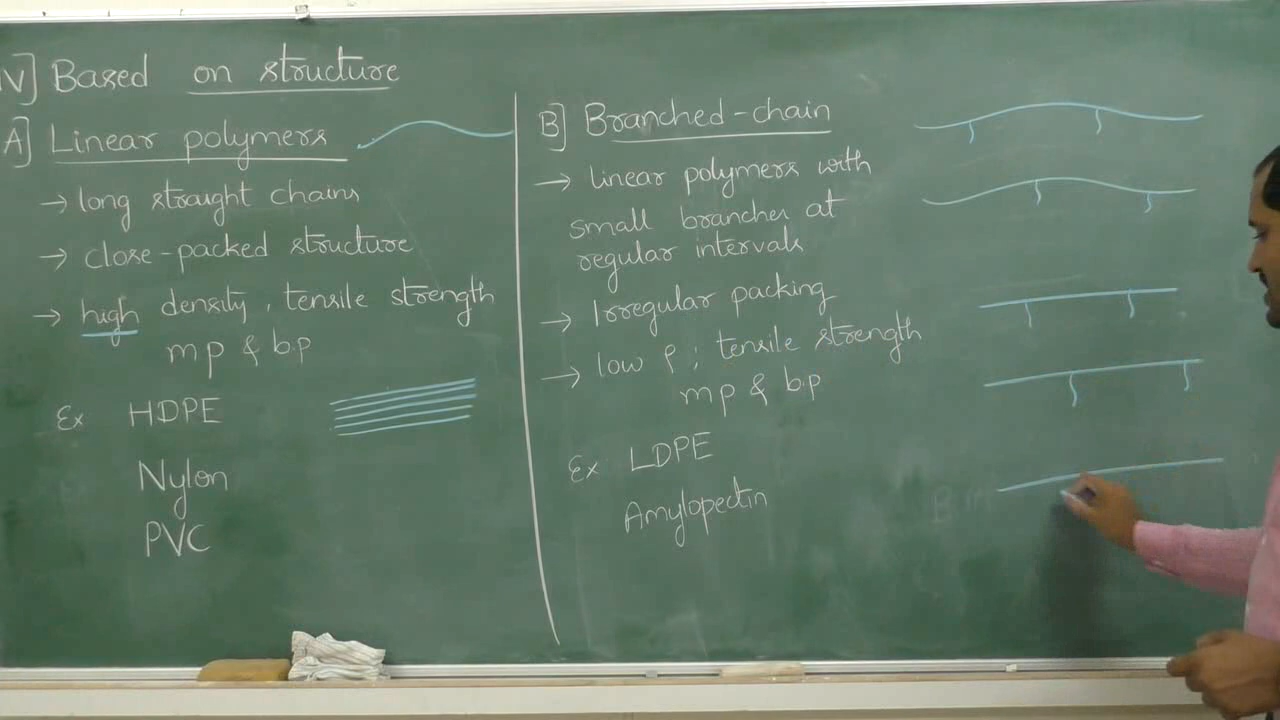 IV] Based on structure
A] Linear polymers
→ long straight chains
→ close-packed structure
→ high density, tensile strength
mp & b.p
Ex HDPE
Nylon
PVC
B] Branched-chain
→ linear polymers with
small branches at
regular intervals
→ Irregular packing
→ low ρ, tensile strength
mp & b.p
Ex LDPE
Amylopectin